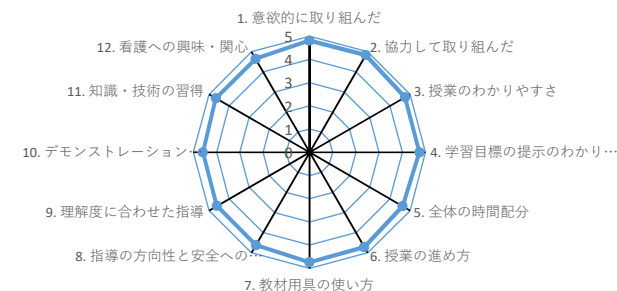 1. 意欲的に取り組んだ
2. 協力して取り組んだ
3. 授業のわかりやすさ
4. 学習目標の提示のわかり…
5. 全体の時間配分
6. 授業の進め方
7. 教材用具の使い方
8. 指導の方向性と安全への…
9. 理解度に合わせた指導
10. デモンストレーション…
11. 知識・技術の習得
12. 看護への興味・関心
5
4
3
2
1
0